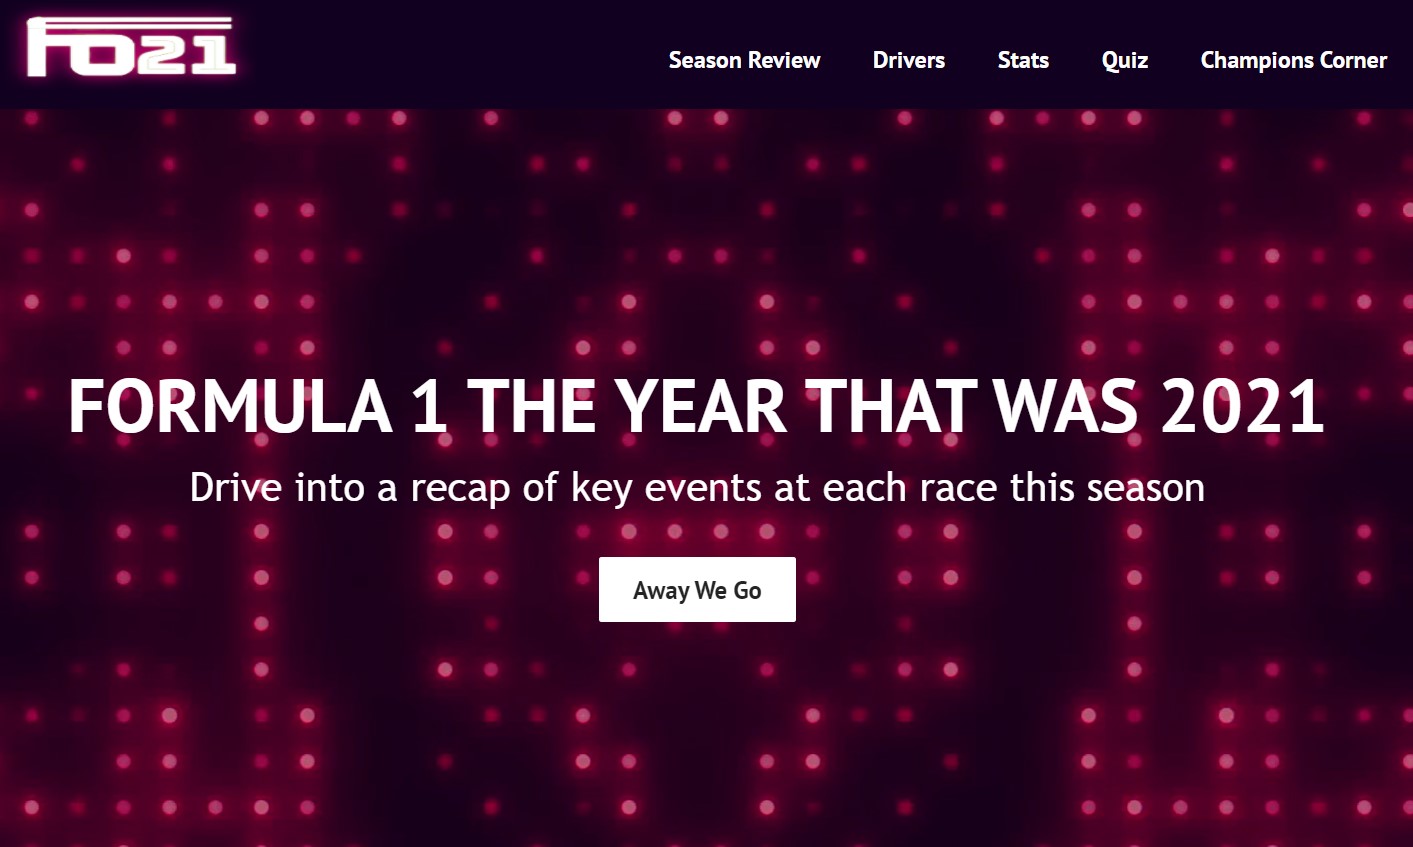 FO21
Season Review Drivers Stats Quiz Champions Corner
FORMULA 1 THE YEAR THAT WAS 2021
Drive into a recap of key events at each race this season
Away We Go